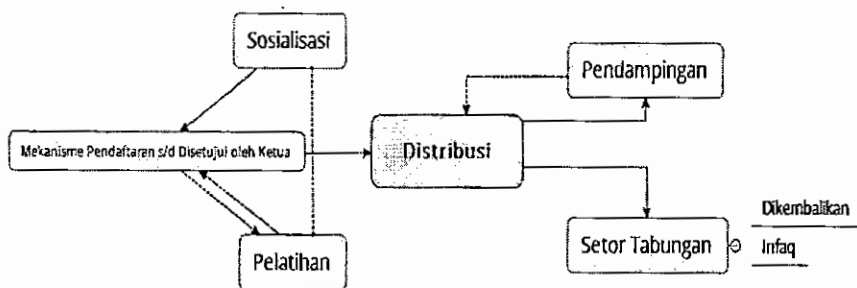 Sosialisasi
Pendampingan
Mekanisme Pendaftaran s/d Disetujui oleh Ketua
Distribusi
Pelatihan
Setor Tabungan
Dikembalikan
Infaq